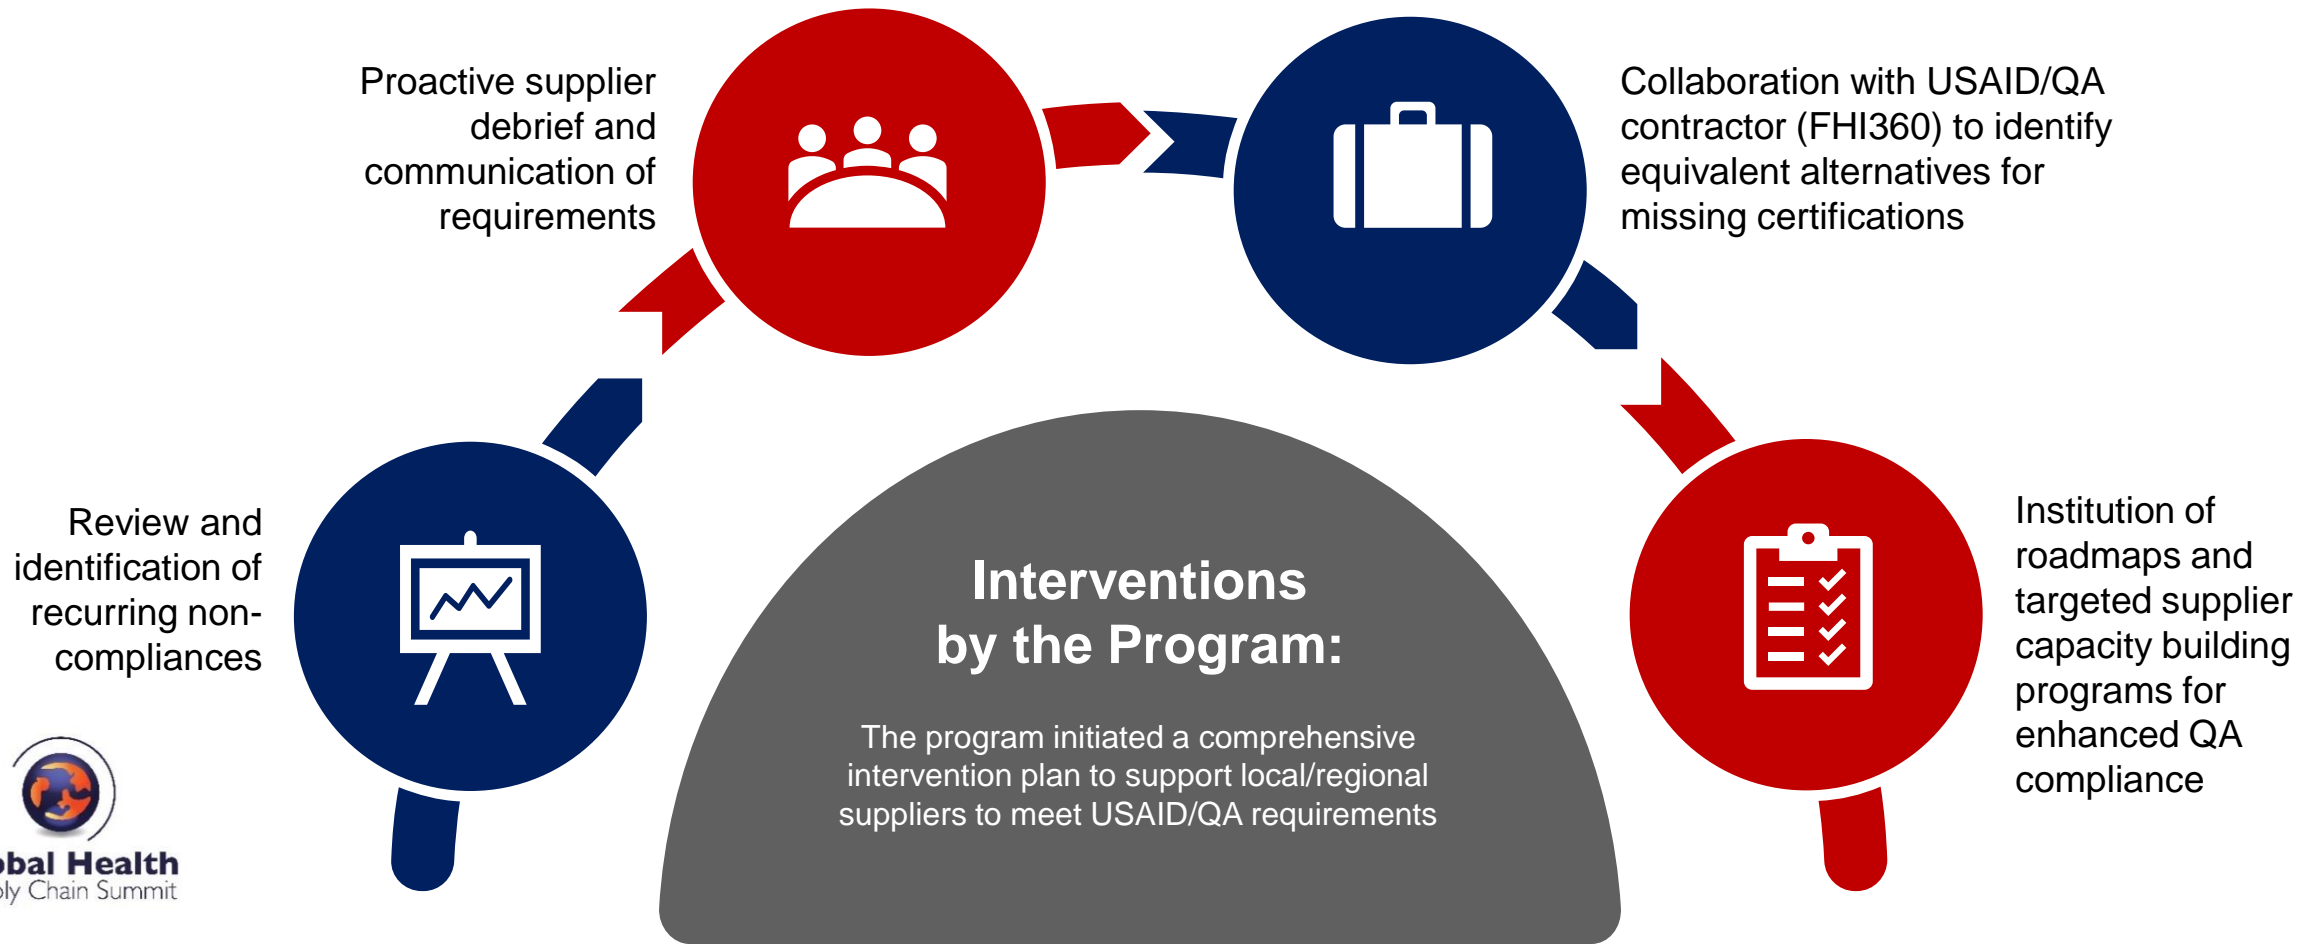 Proactive supplier
debrief and
communication of
requirements
Collaboration with USAID/QA
contractor (FHI360) to identify
equivalent alternatives for
missing certifications
Review and
identification of
recurring non-
compliances
Interventions
by the Program:
The program initiated a comprehensive
intervention plan to support local/regional
suppliers to meet USAID/QA requirements
Institution of
roadmaps and
targeted supplier
capacity building
programs for
enhanced QA
compliance
obal Health
ply Chain Summit